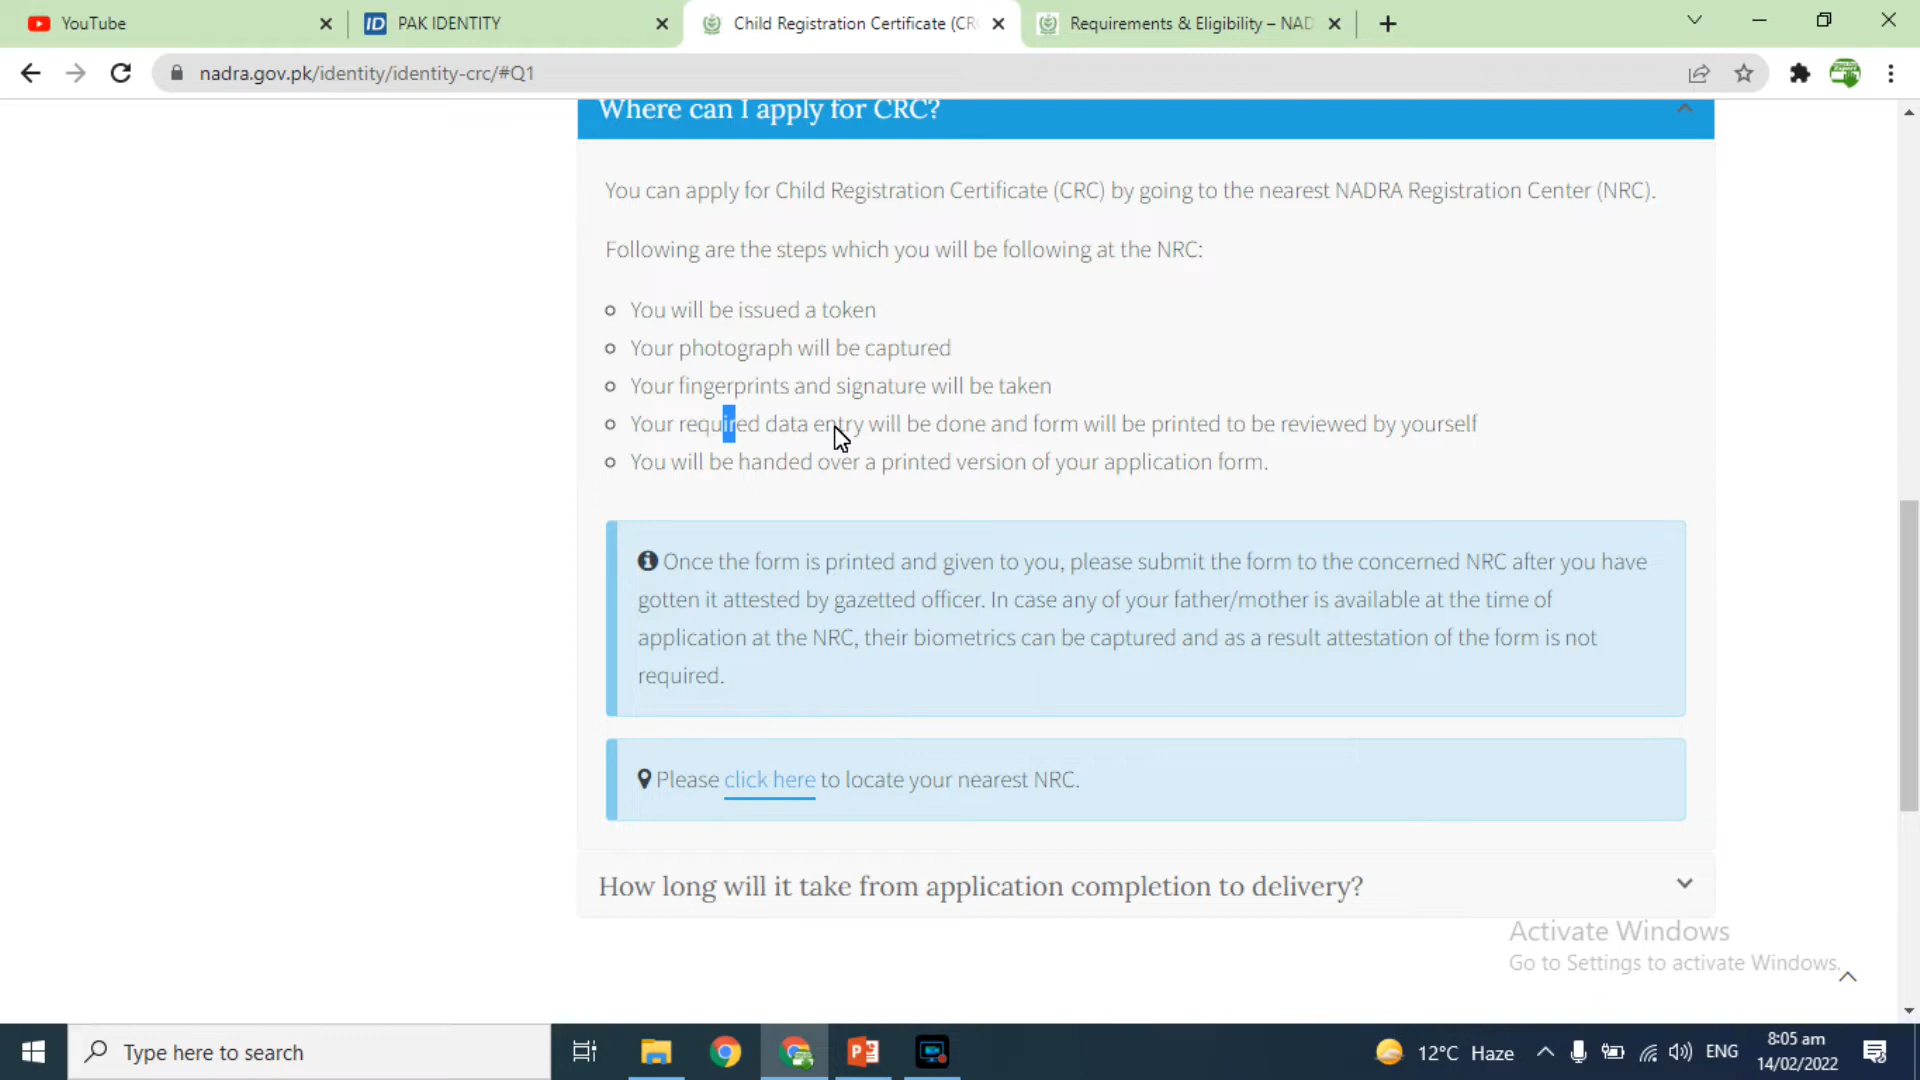 YouTube
PAK IDENTITY
Child Registration Certificate (CR
Requirements & Eligibility – NAD
nadra.gov.pk/identity/identity-crc/#Q1
Where can I apply for CRC?
You can apply for Child Registration Certificate (CRC) by going to the nearest NADRA Registration Center (NRC).
Following are the steps which you will be following at the NRC:
You will be issued a token
Your photograph will be captured
Your fingerprints and signature will be taken
Your required data entry will be done and form will be printed to be reviewed by yourself
You will be handed over a printed version of your application form.
Once the form is printed and given to you, please submit the form to the concerned NRC after you have
gotten it attested by gazetted officer. In case any of your father/mother is available at the time of
application at the NRC, their biometrics can be captured and as a result attestation of the form is not
required.
Please click here to locate your nearest NRC.
How long will it take from application completion to delivery?
Activate Windows
Go to Settings to activate Windows.
Type here to search
12°C Haze
ENG
8:05 am
14/02/2022